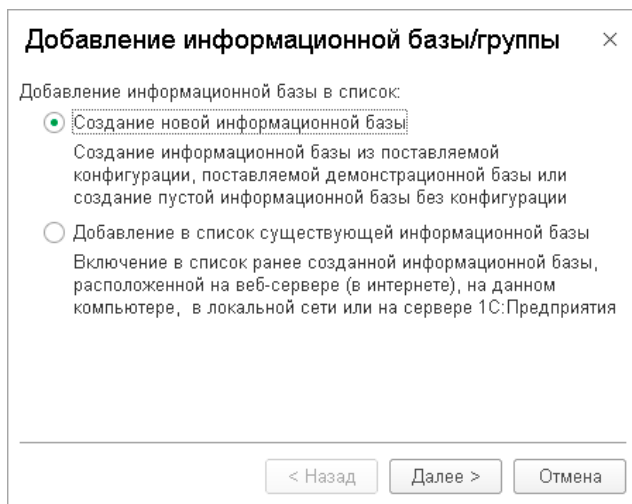 Добавление информационной базы/группы
Добавление информационной базы в список:
Создание новой информационной базы
Создание информационной базы из поставляемой
конфигурации, поставляемой демонстрационной базы или
создание пустой информационной базы без конфигурации
Добавление в список существующей информационной базы
Включение в список ранее созданной информационной базы,
расположенной на веб-сервере (в интернете), на данном
компьютере, в локальной сети или на сервере 1С:Предприятия
< Назад Далее > Отмена